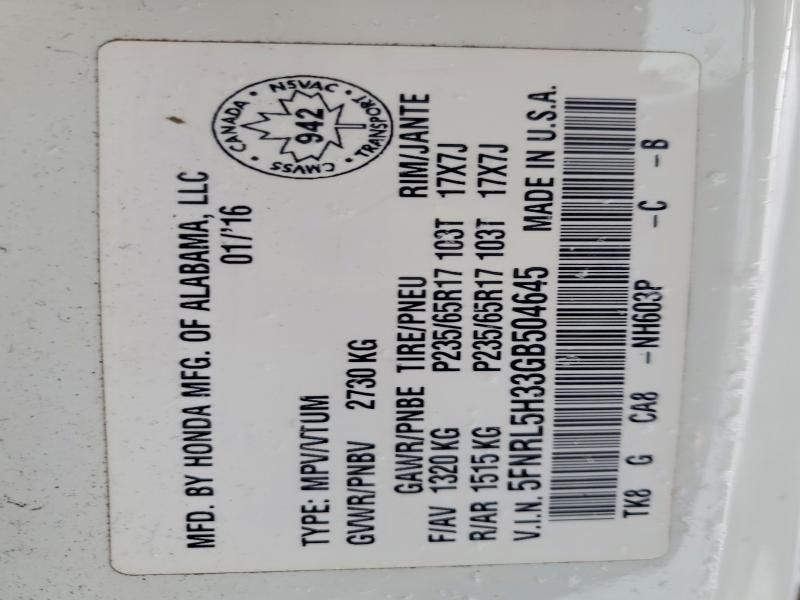 MFD. BY HONDA MFG. OF ALABAMA, LLC
01/'16
CANADA • NSVAC • TRANSPORT • CMVSS •
942
TYPE: MPV/VTUM
GVWR/PNBV 2730 KG
GAWR/PNBE TIRE/PNEU RIM/JANTE
F/AV 1320 KG P235/65R17 103T 17X7J
R/AR 1515 KG P235/65R17 103T 17X7J
V.I.N. 5FNRL5H33GB504645 MADE IN U.S.A.
TK8 G CA8 -NH603P -C -B